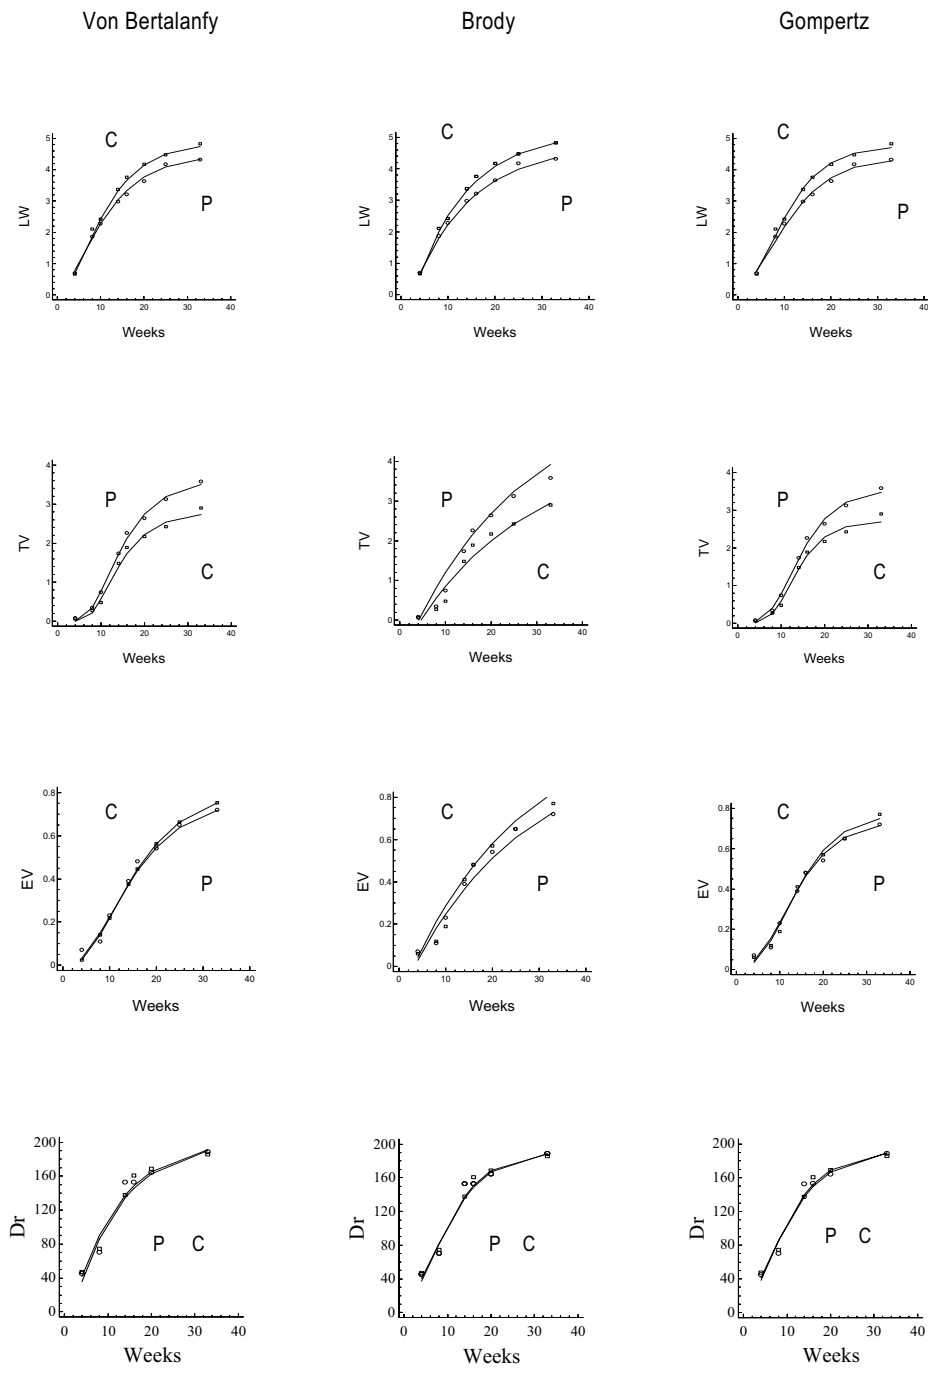 Von Bertalanfy Brody Gompertz
C C C
5 5 5
4 4 4
P P P
LW LW LW
3 3 3
2 2 2
1 1 1
0 0 0
0 10 20 30 40 0 10 20 30 40 0 10 20 30 40
Weeks Weeks Weeks
4 4 4
P P P
3 3 3
TV TV TV
2 2 2
C C C
1 1 1
0 0 0
0 10 20 30 40 0 10 20 30 40 0 10 20 30 40
Weeks Weeks Weeks
0.8 0.8 0.8
C C C
0.6 0.6 0.6
EV EV EV
P P P
0.4 0.4 0.4
0.2 0.2 0.2
0 0 0
0 10 20 30 40 0 10 20 30 40 0 10 20 30 40
Weeks Weeks Weeks
200 200 200
160 160 160
120 120 120
Dr Dr Dr
P C P C P C
80 80 80
40 40 40
0 0 0
0 10 20 30 40 0 10 20 30 40 0 10 20 30 40
Weeks Weeks Weeks